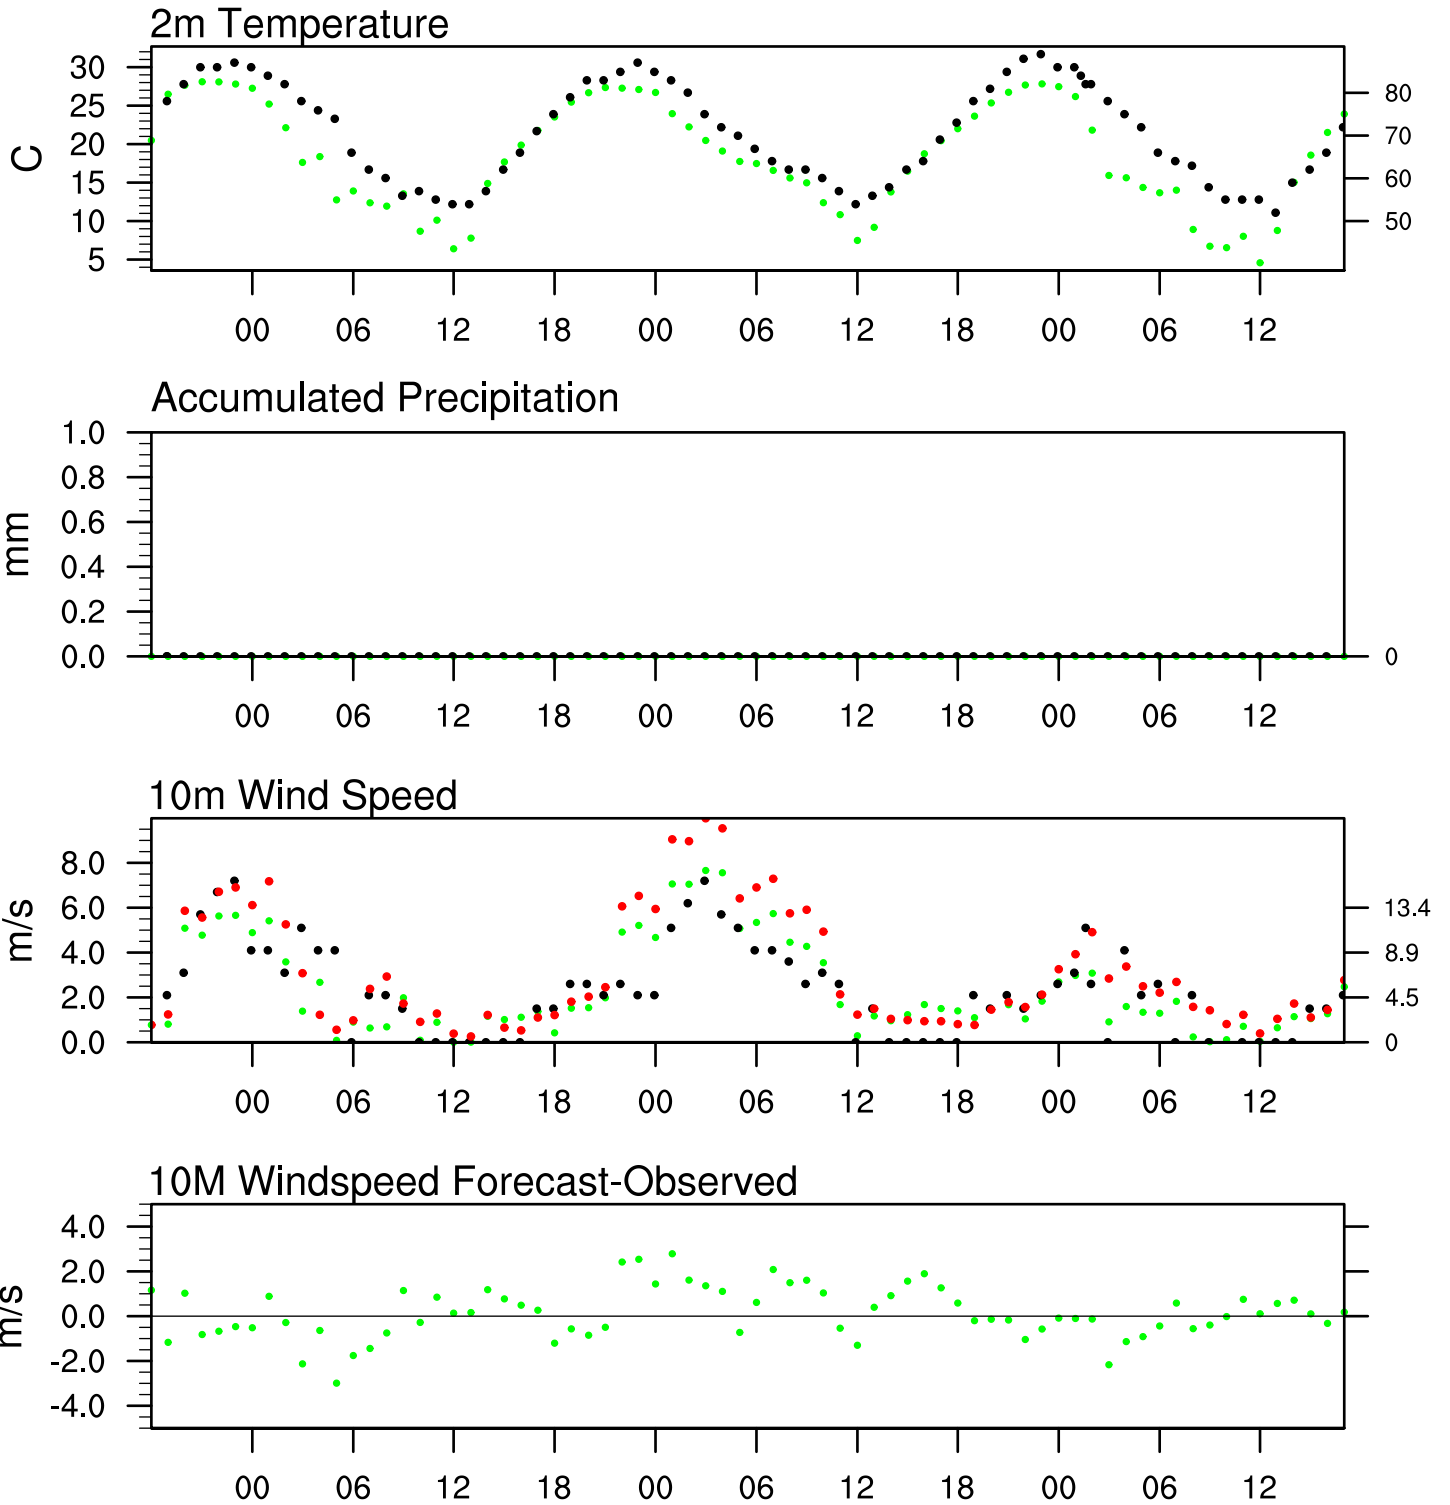 2m Temperature
30
25
20
15
10
5
C
80
70
60
50
00 06 12 18 00 06 12 18 00 06 12
Accumulated Precipitation
1.0
0.8
0.6
0.4
0.2
0.0
mm
0
00 06 12 18 00 06 12 18 00 06 12
10m Wind Speed
8.0
6.0
4.0
2.0
0.0
m/s
13.4
8.9
4.5
0
00 06 12 18 00 06 12 18 00 06 12
10M Windspeed Forecast-Observed
4.0
2.0
0.0
-2.0
-4.0
m/s
00 06 12 18 00 06 12 18 00 06 12